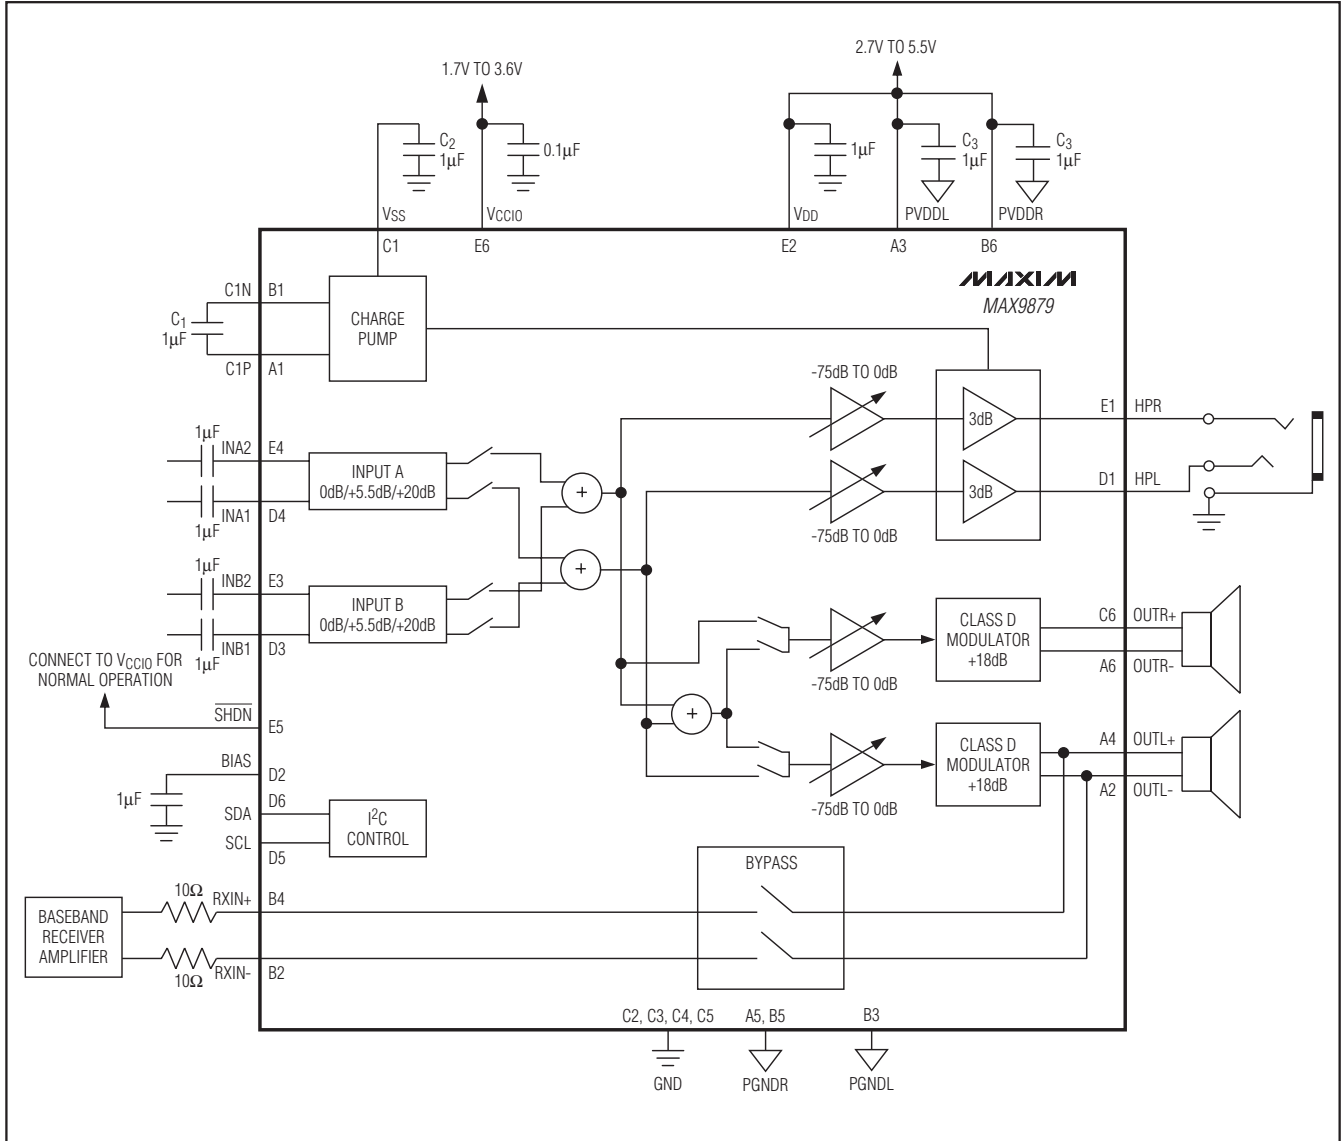 2.7V TO 5.5V
1.7V TO 3.6V
C2
1μF
0.1μF
1μF
C3
1μF
C3
1μF
VSS
VCCIO
VDD
PVDDL
PVDDR
C1
E6
E2
A3
B6
MAXIM
MAX9879
C1N
B1
C1
1μF
CHARGE
PUMP
C1P
A1
-75dB TO 0dB
3dB
E1
HPR
1μF
INA2
E4
INPUT A
0dB/+5.5dB/+20dB
+
3dB
D1
HPL
INA1
D4
1μF
-75dB TO 0dB
1μF
INB2
E3
+
INPUT B
0dB/+5.5dB/+20dB
INB1
D3
1μF
CLASS D
MODULATOR
+18dB
C6
OUTR+
A6
OUTR-
-75dB TO 0dB
CONNECT TO VCCIO FOR
NORMAL OPERATION
SHDN
E5
+
CLASS D
MODULATOR
+18dB
A4
OUTL+
A2
OUTL-
-75dB TO 0dB
BIAS
D2
1μF
D6
SDA
SCL
D5
I2C
CONTROL
BYPASS
BASEBAND
RECEIVER
AMPLIFIER
10Ω
RXIN+
B4
10Ω
RXIN-
B2
C2, C3, C4, C5
A5, B5
B3
GND
PGNDR
PGNDL